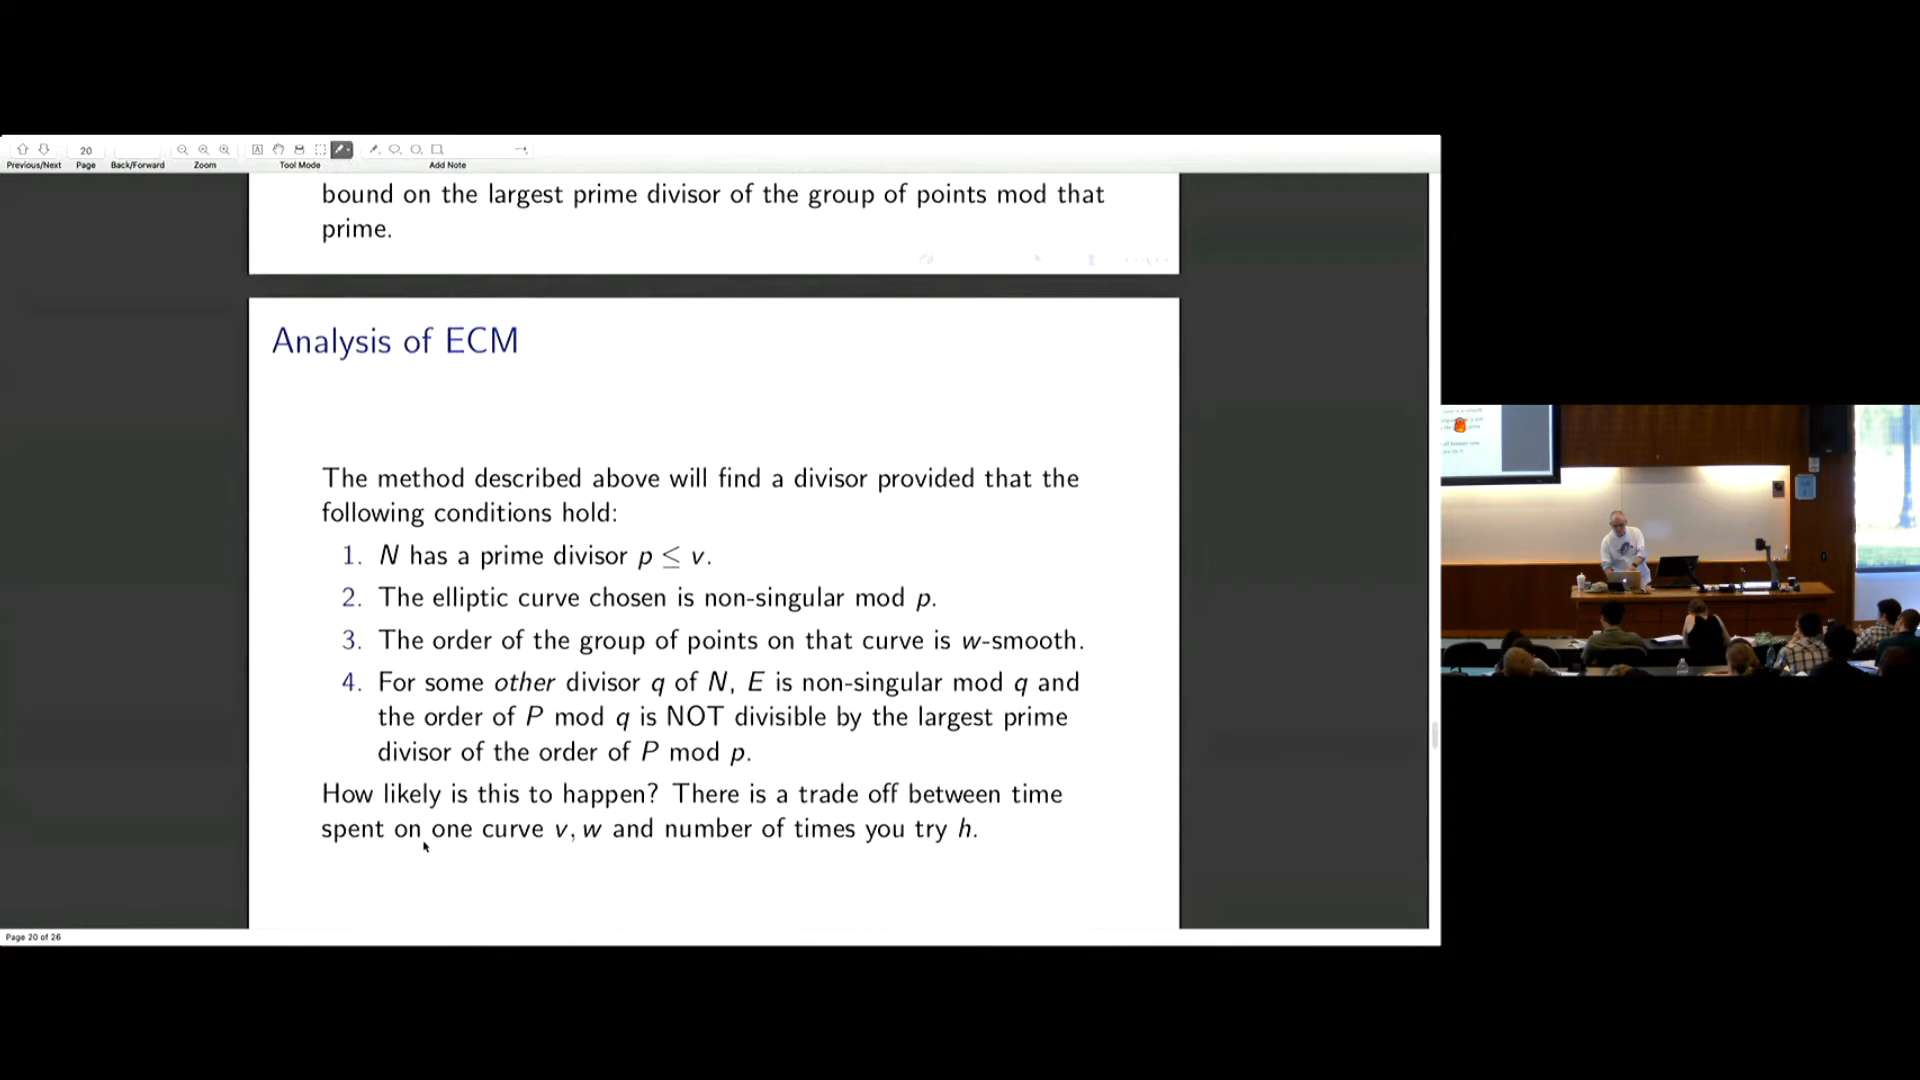 20
Previous/Next Page Back/Forward Zoom Tool Mode Add Note
bound on the largest prime divisor of the group of points mod that
prime.
Analysis of ECM
The method described above will find a divisor provided that the
following conditions hold:
1. N has a prime divisor p ≤ v.
2. The elliptic curve chosen is non-singular mod p.
3. The order of the group of points on that curve is w-smooth.
4. For some other divisor q of N, E is non-singular mod q and
the order of P mod q is NOT divisible by the largest prime
divisor of the order of P mod p.
How likely is this to happen? There is a trade off between time
spent on one curve v, w and number of times you try h.
Page 20 of 26